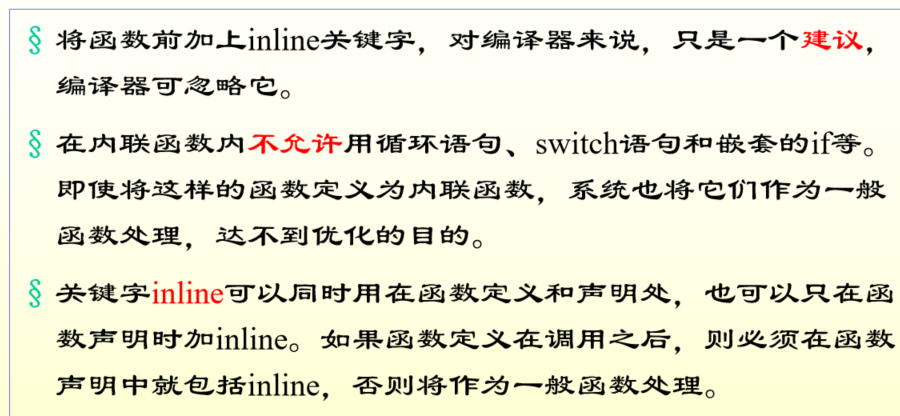 § 将函数前加上inline关键字，对编译器来说，只是一个建议，
编译器可忽略它。
§ 在内联函数内不允许用循环语句、switch语句和嵌套的if等。
即使将这样的函数定义为内联函数，系统也将它们作为一般
函数处理，达不到优化的目的。
§ 关键字inline可以同时用在函数定义和声明处，也可以只在函
数声明时加inline。如果函数定义在调用之后，则必须在函数
声明中就包括inline，否则将作为一般函数处理。